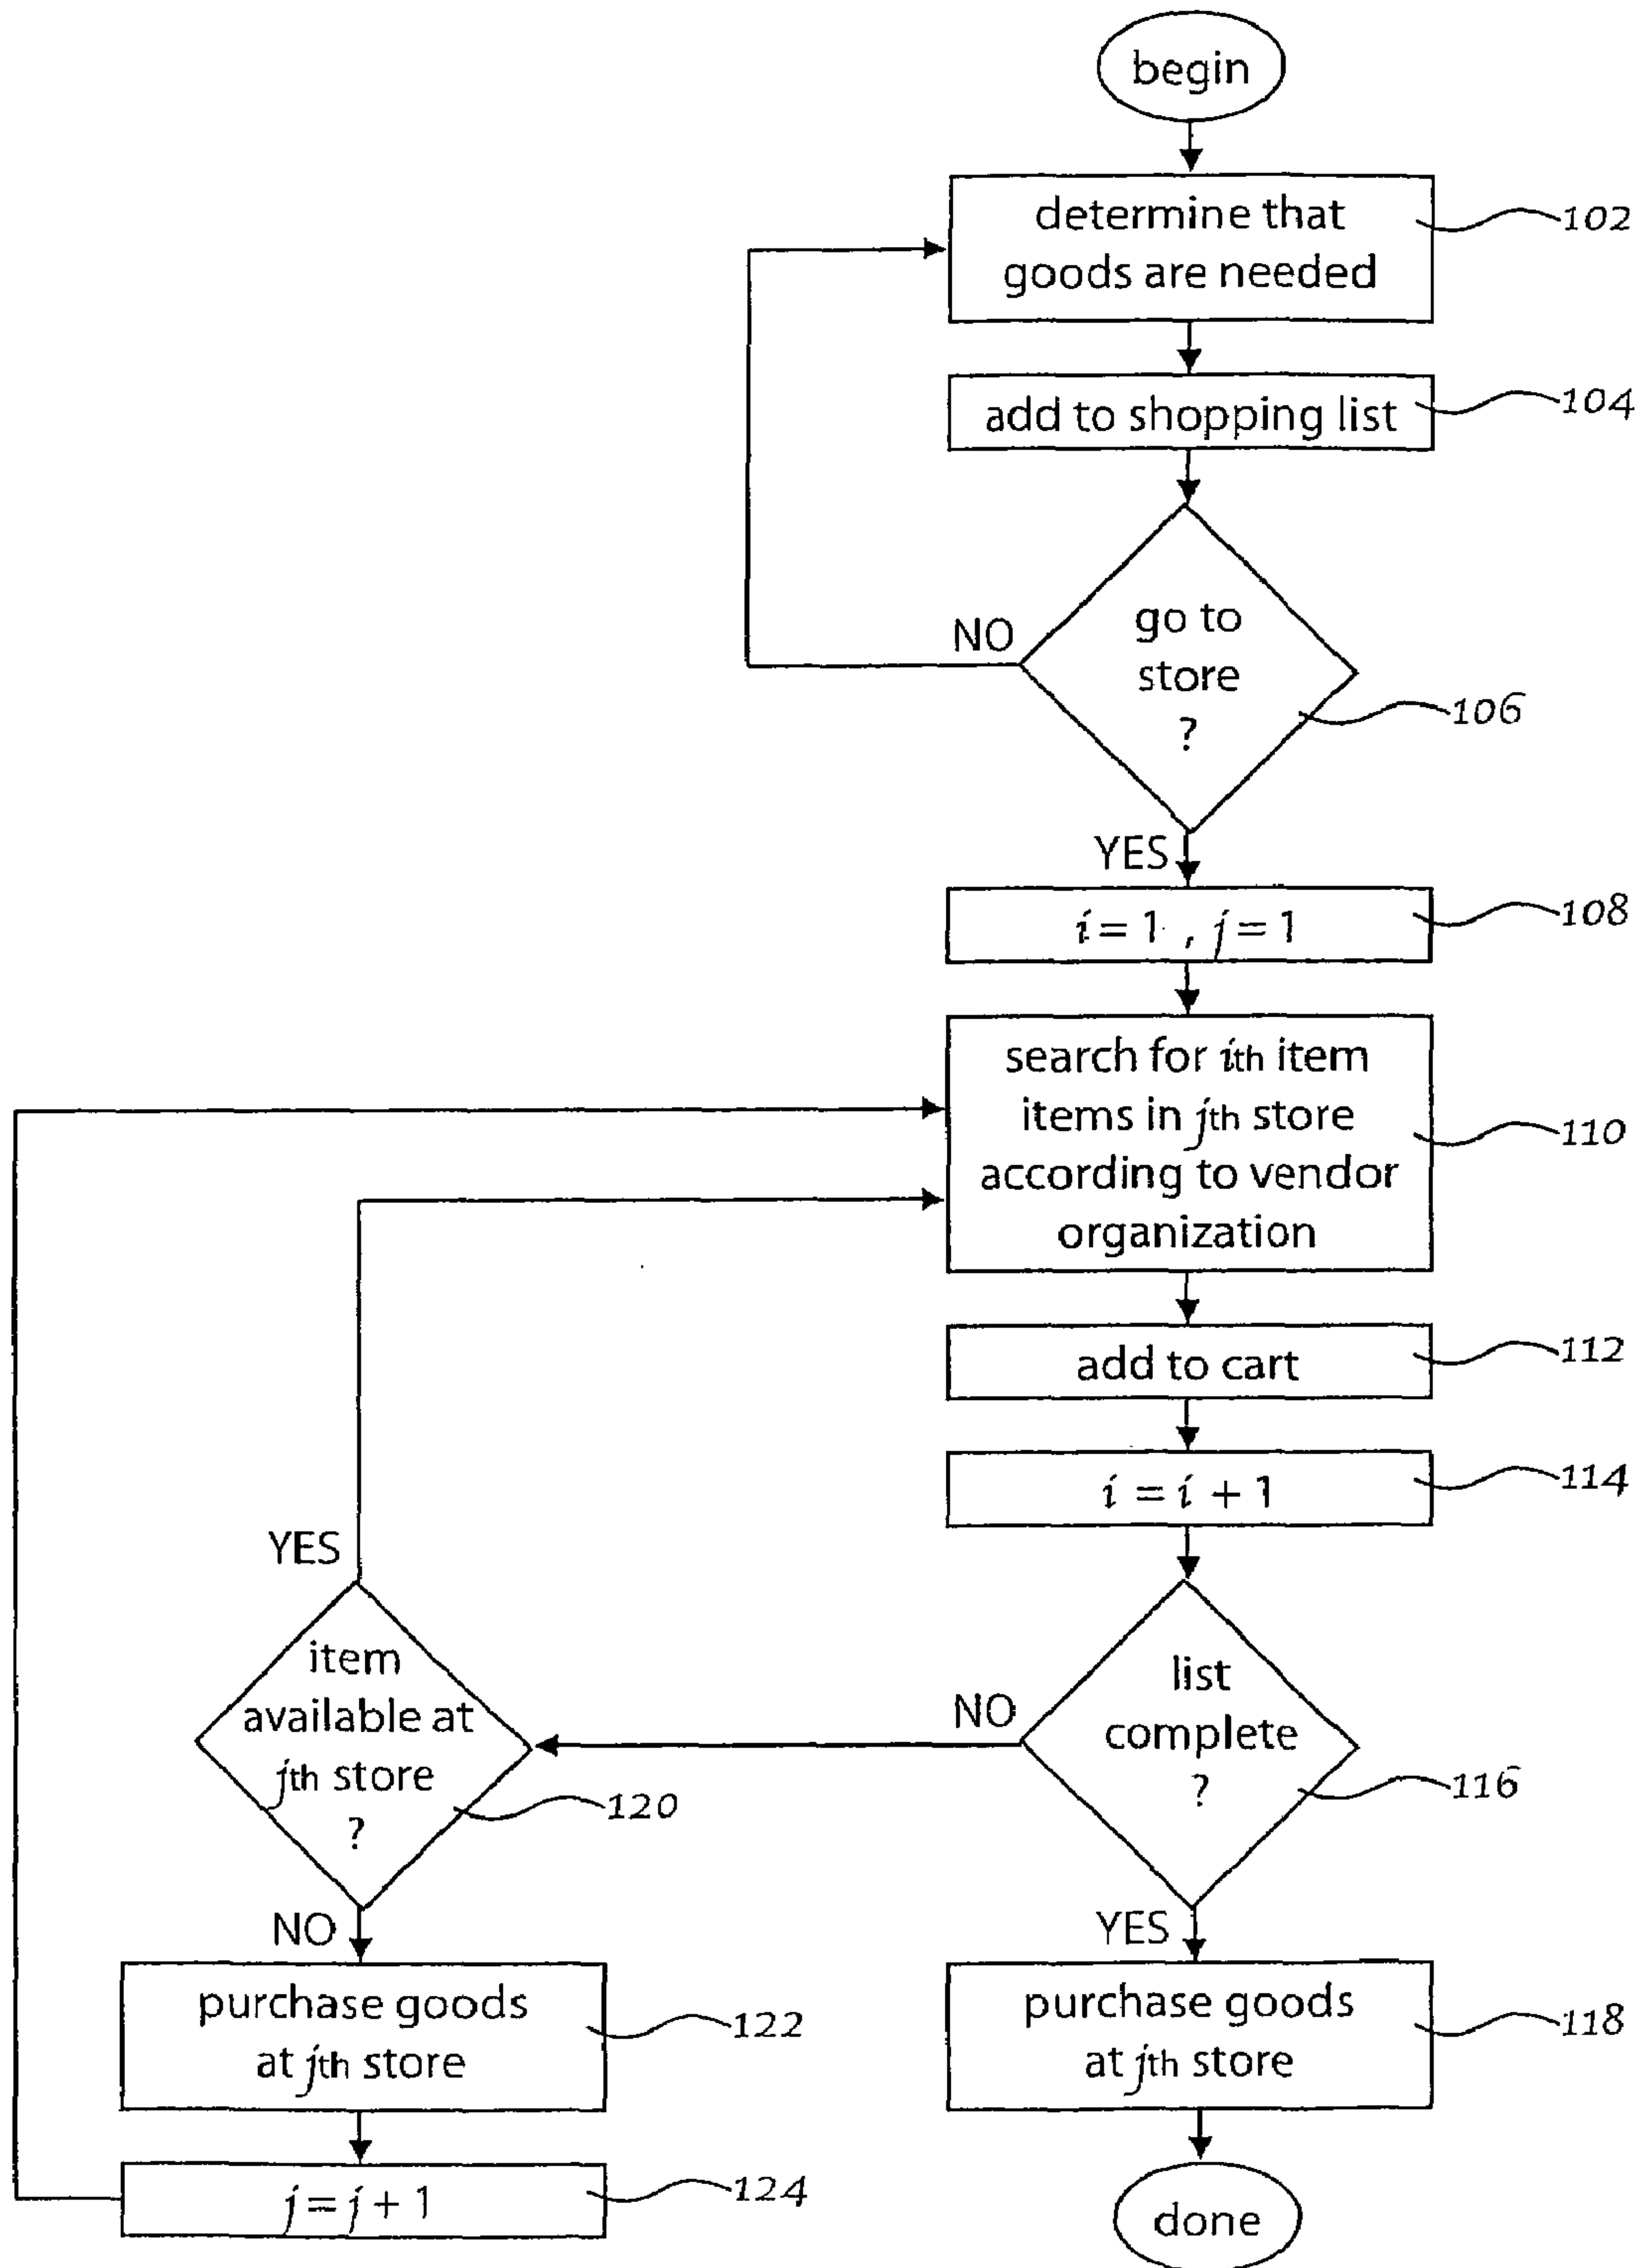 begin
determine that
goods are needed
102
add to shopping list
104
go to
store
?
106
NO
YES
i = 1 , j = 1
108
search for ith item
items in jth store
according to vendor
organization
110
add to cart
112
i = i + 1
114
list
complete
?
116
NO
YES
item
available at
jth store
?
120
YES
NO
purchase goods
at jth store
122
purchase goods
at jth store
118
j = j + 1
124
done